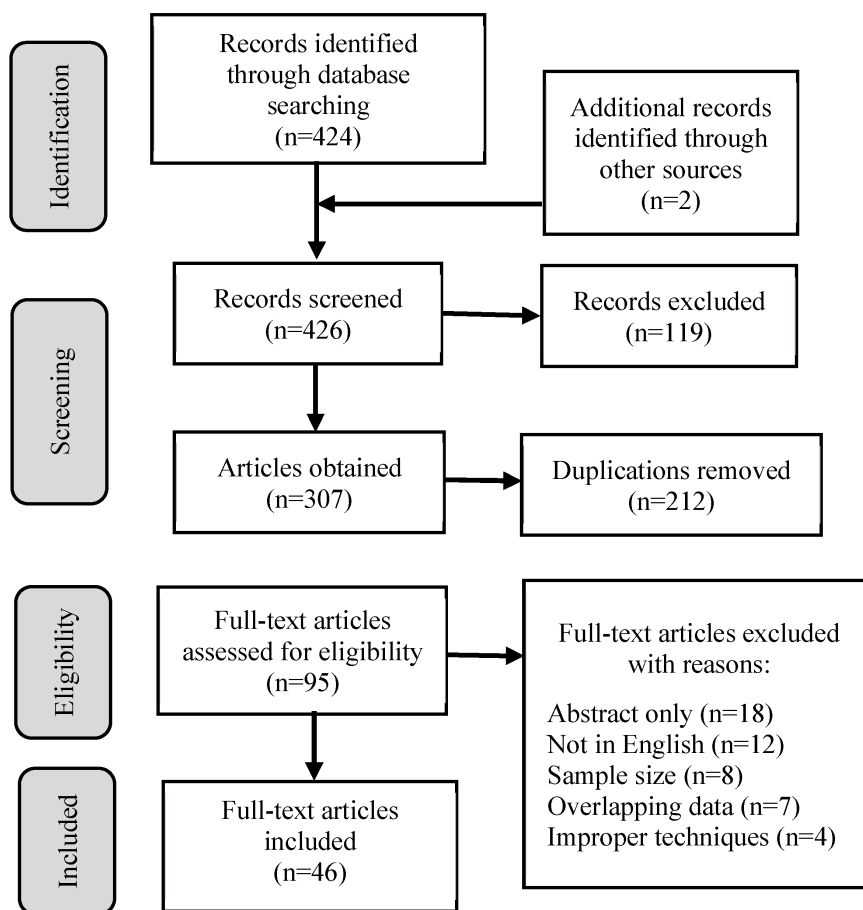 Identification
Records identified
through database
searching
(n=424)
Additional records
identified through
other sources
(n=2)
Screening
Records screened
(n=426)
Records excluded
(n=119)
Articles obtained
(n=307)
Duplications removed
(n=212)
Eligibility
Full-text articles
assessed for eligibility
(n=95)
Full-text articles excluded
with reasons:
Abstract only (n=18)
Not in English (n=12)
Sample size (n=8)
Overlapping data (n=7)
Improper techniques (n=4)
Included
Full-text articles
included
(n=46)